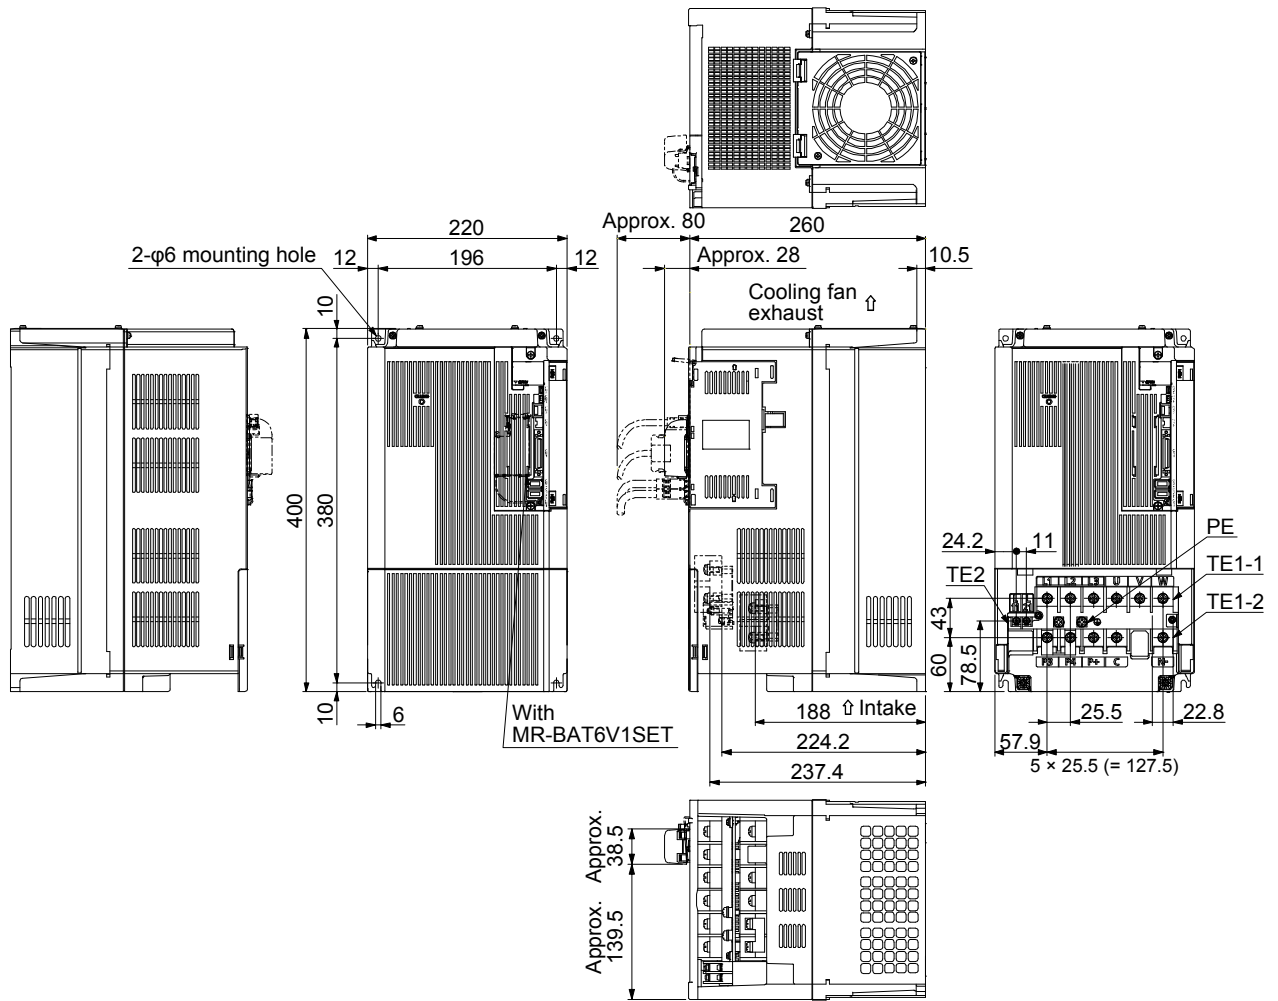 Approx. 80
260
220
2-φ6 mounting hole
12
196
12
Approx. 28
10.5
10
Cooling fan
exhaust
400
380
10
6
With
MR-BAT6V1SET
188
Intake
224.2
237.4
24.2
11
PE
TE2
TE1-1
TE1-2
L1 L2 L3 U V W
43
60
78.5
P3 P4 P+ C N-
25.5
22.8
57.9
5 × 25.5 (= 127.5)
Approx.
38.5
Approx.
139.5